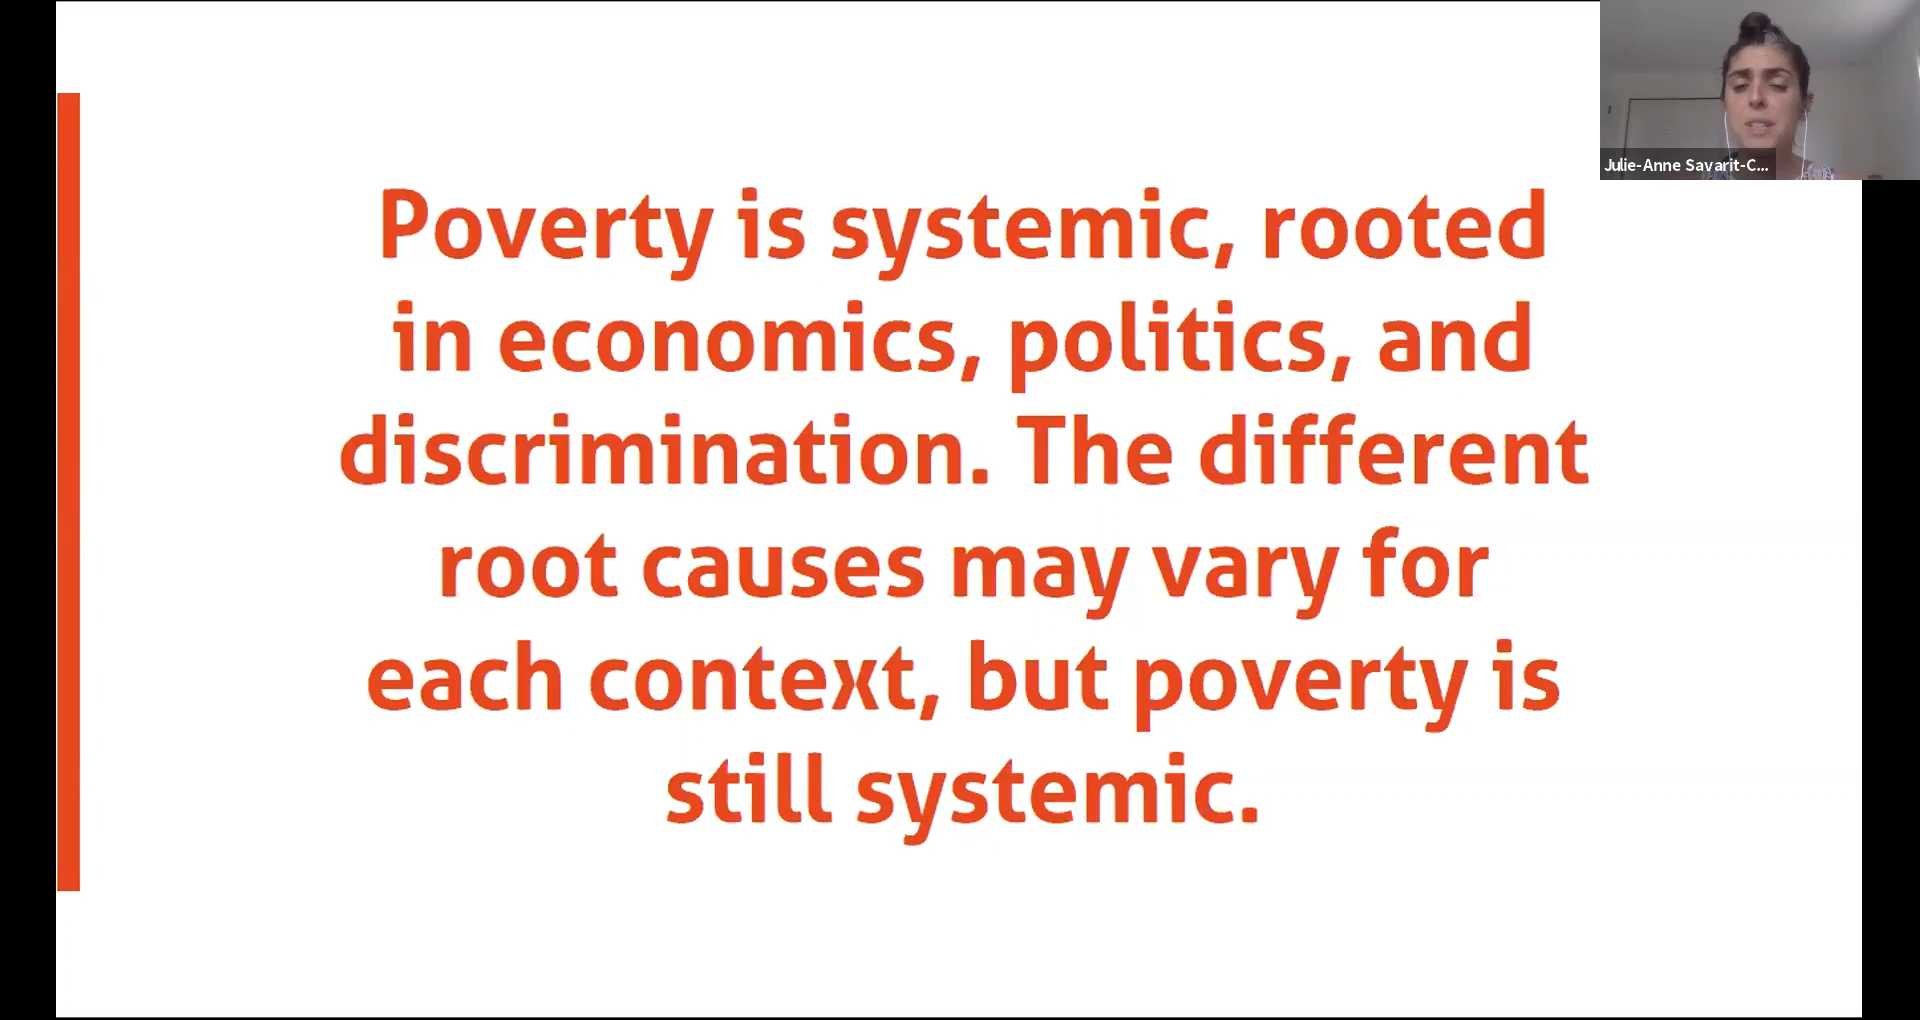 Julie-Anne Savarit-C...
Poverty is systemic, rooted
in economics, politics, and
discrimination. The different
root causes may vary for
each context, but poverty is
still systemic.